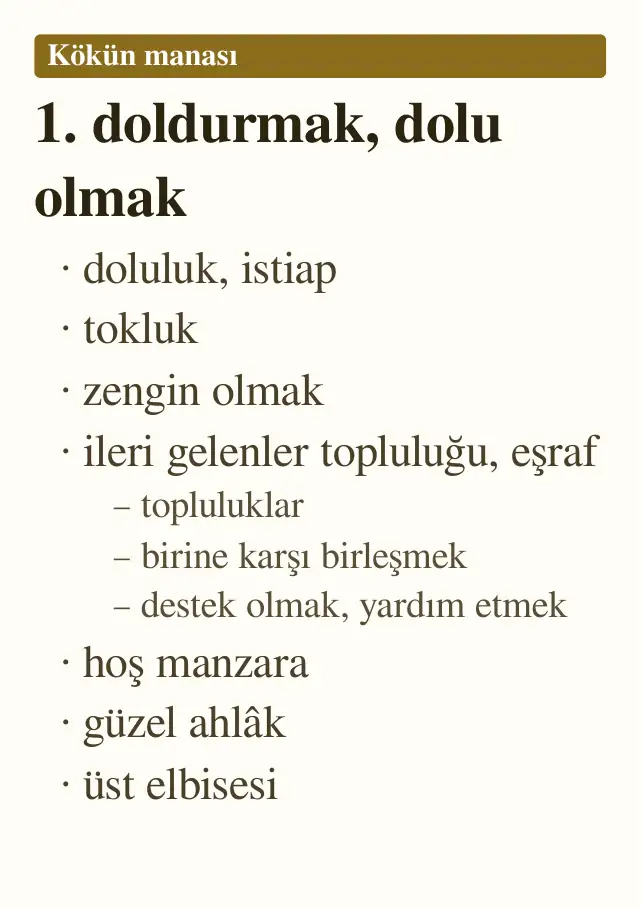 Kökün manası
1. doldurmak, dolu
olmak
· doluluk, istiap
· tokluk
· zengin olmak
· ileri gelenler topluluğu, eşraf
– topluluklar
– birine karşı birleşmek
– destek olmak, yardım etmek
· hoş manzara
· güzel ahlâk
· üst elbisesi